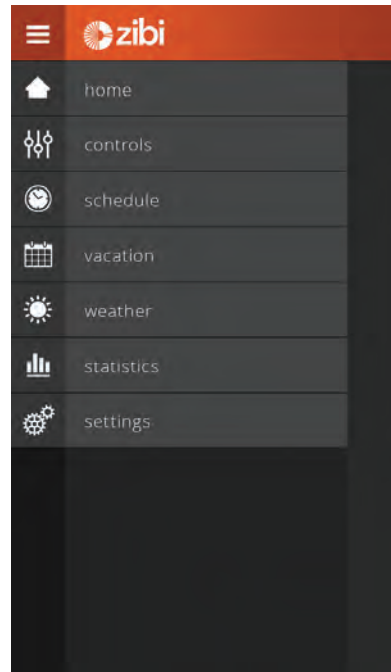 zibi
home
controls
schedule
vacation
weather
statistics
settings